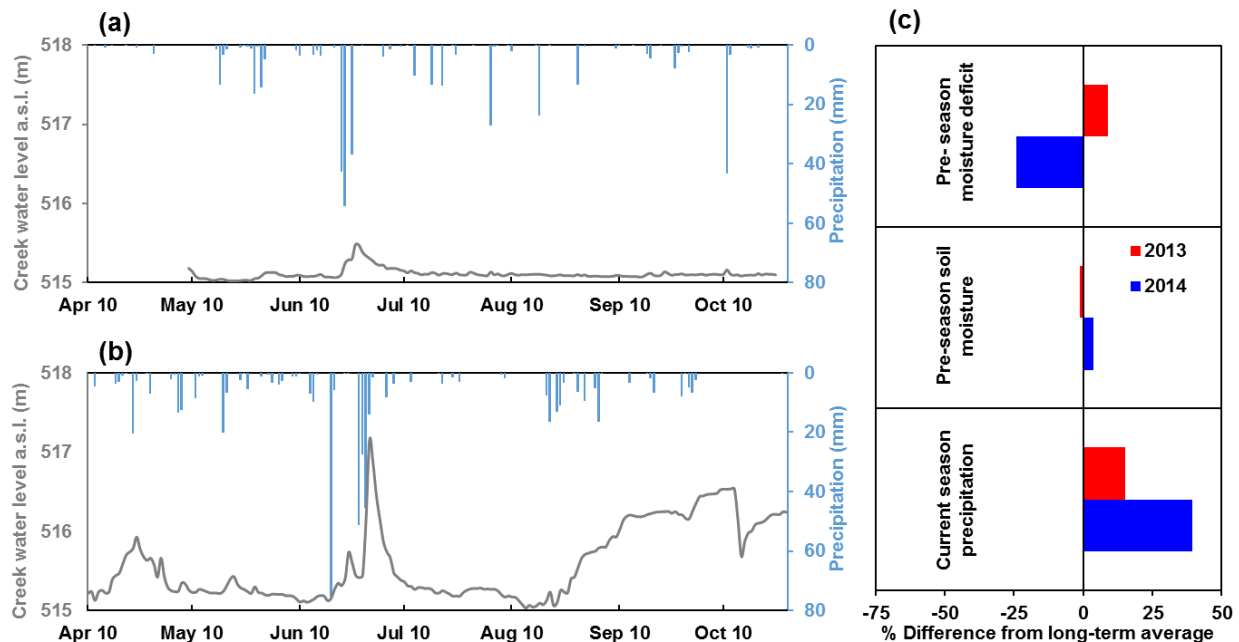 (a)
518
517
516
515
Creek water level a.s.l. (m)
0
20
40
60
80
Precipitation (mm)
Apr 10 May 10 Jun 10 Jul 10 Aug 10 Sep 10 Oct 10
(b)
518
517
516
515
Creek water level a.s.l. (m)
0
20
40
60
80
Precipitation (mm)
Apr 10 May 10 Jun 10 Jul 10 Aug 10 Sep 10 Oct 10
(c)
Pre- season
moisture deficit
Pre-season soil
moisture
Current season
precipitation
2013
2014
-75 -50 -25 0 25 50
% Difference from long-term average